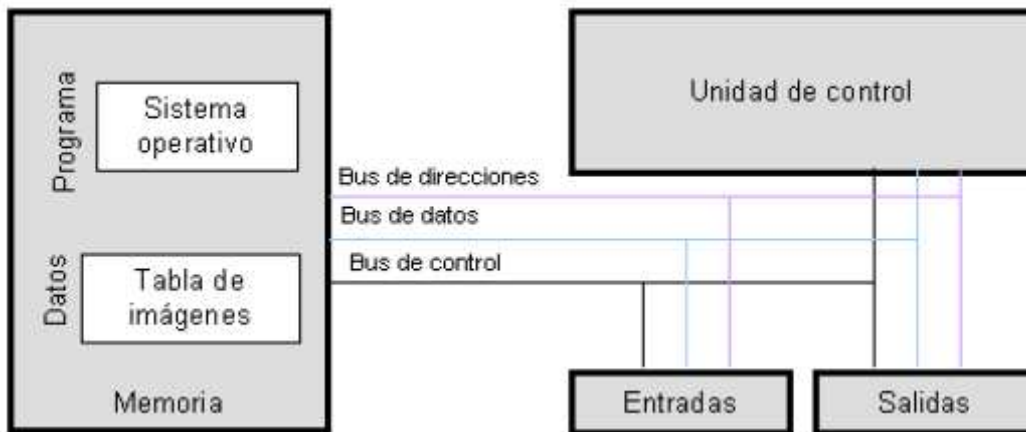 Programa
Sistema
operativo
Datos
Tabla de
imágenes
Memoria
Unidad de control
Bus de direcciones
Bus de datos
Bus de control
Entradas
Salidas